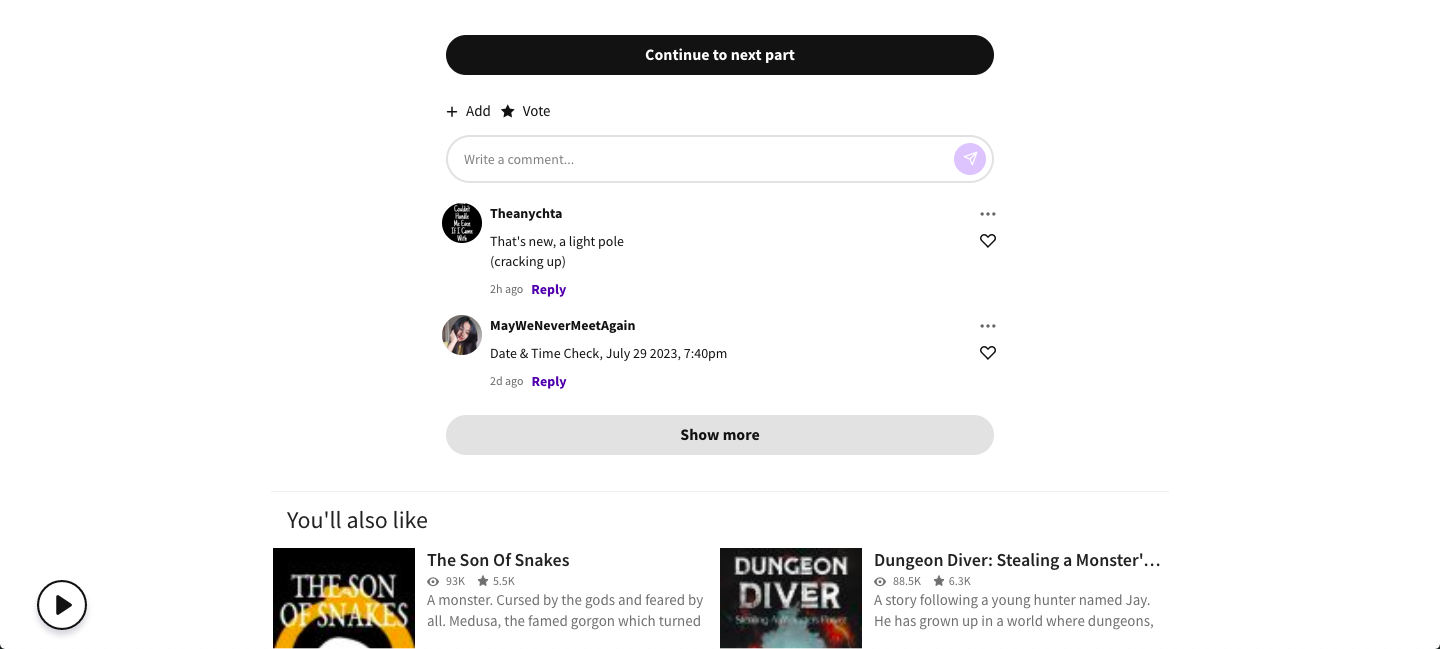 Continue to next part
Add Vote
Write a comment...
Couldn't
Handle
Me Even
If I Came
With
Theanychta
That's new, a light pole
(cracking up)
2h ago Reply
MayWeNeverMeetAgain
Date & Time Check, July 29 2023, 7:40pm
2d ago Reply
Show more
You'll also like
THE SON
OF SNAKES
The Son Of Snakes
93K 5.5K
A monster. Cursed by the gods and feared by
all. Medusa, the famed gorgon which turned
DUNGEON
DIVER
Stealing A Monster's Power
Dungeon Diver: Stealing a Monster'...
88.5K 6.3K
A story following a young hunter named Jay.
He has grown up in a world where dungeons,